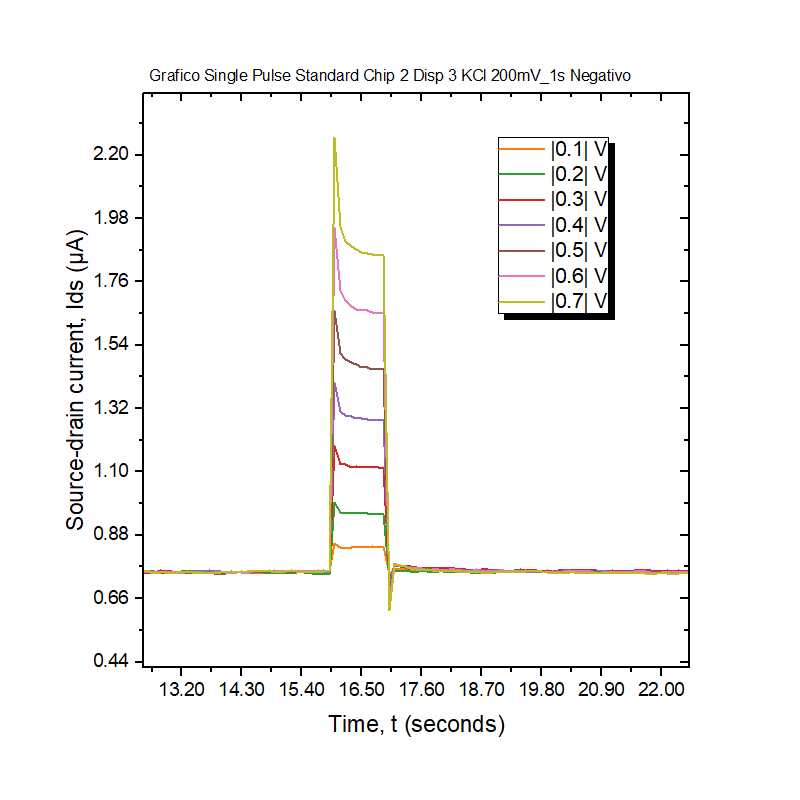 Grafico Single Pulse Standard Chip 2 Disp 3 KCl 200mV_1s Negativo
|0.1| V
|0.2| V
|0.3| V
|0.4| V
|0.5| V
|0.6| V
|0.7| V
Source-drain current, Ids (µA)
2.20
1.98
1.76
1.54
1.32
1.10
0.88
0.66
0.44
13.20 14.30 15.40 16.50 17.60 18.70 19.80 20.90 22.00
Time, t (seconds)